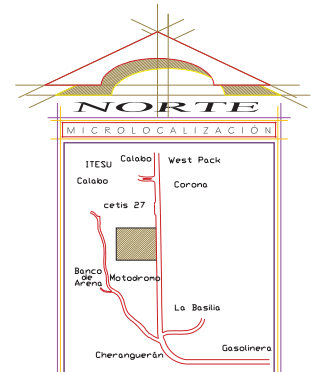 NORTE
MICROLOCALIZACIÓN
ITESU
Calabo
West Pack
Calabo
Corona
cetis 27
Banco
de
Arena
Motodromo
La Basilia
Gasolinera
Cheranguerán